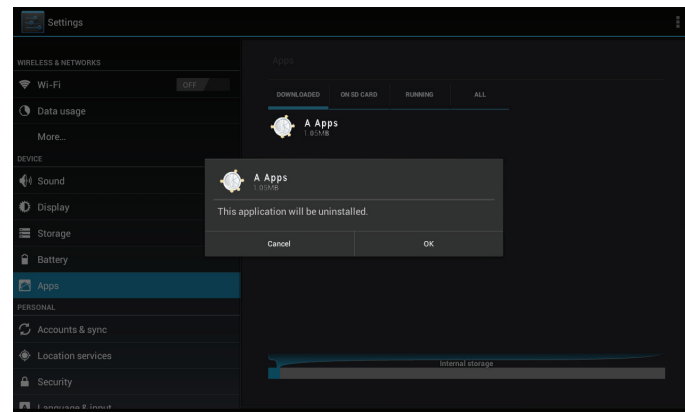 Settings
WIRELESS & NETWORKS
Wi-Fi
OFF
Data usage
More...
DEVICE
Sound
Display
Storage
Battery
Apps
PERSONAL
Accounts & sync
Location services
Security
Language & input
Apps
DOWNLOADED
ON SD CARD
RUNNING
ALL
A Apps
1.05MB
A Apps
1.05MB
This application will be uninstalled.
Cancel
OK
Internal storage